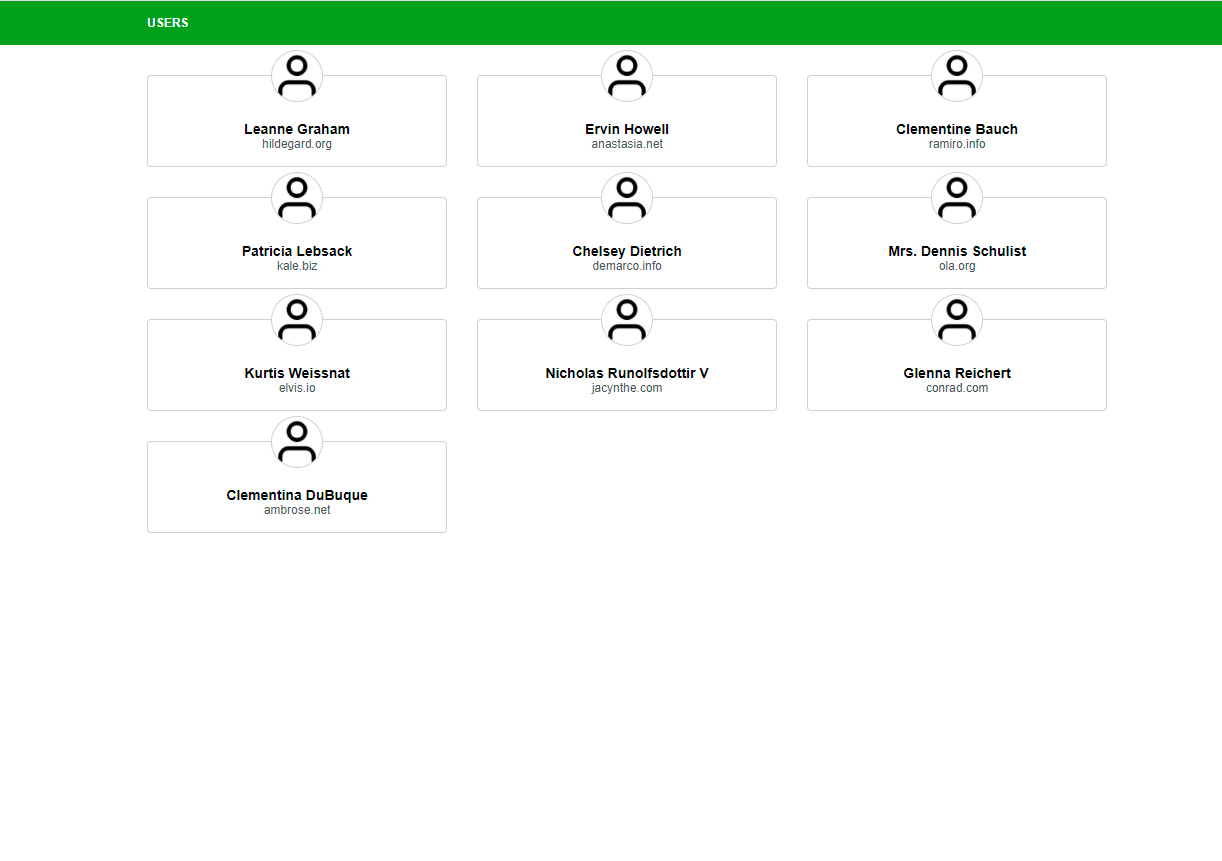 USERS
Leanne Graham
hildegard.org
Ervin Howell
anastasia.net
Clementine Bauch
ramiro.info
Patricia Lebsack
kale.biz
Chelsey Dietrich
demarco.info
Mrs. Dennis Schulist
ola.org
Kurtis Weissnat
elvis.io
Nicholas Runolfsdottir V
jacynthe.com
Glenna Reichert
conrad.com
Clementina DuBuque
ambrose.net